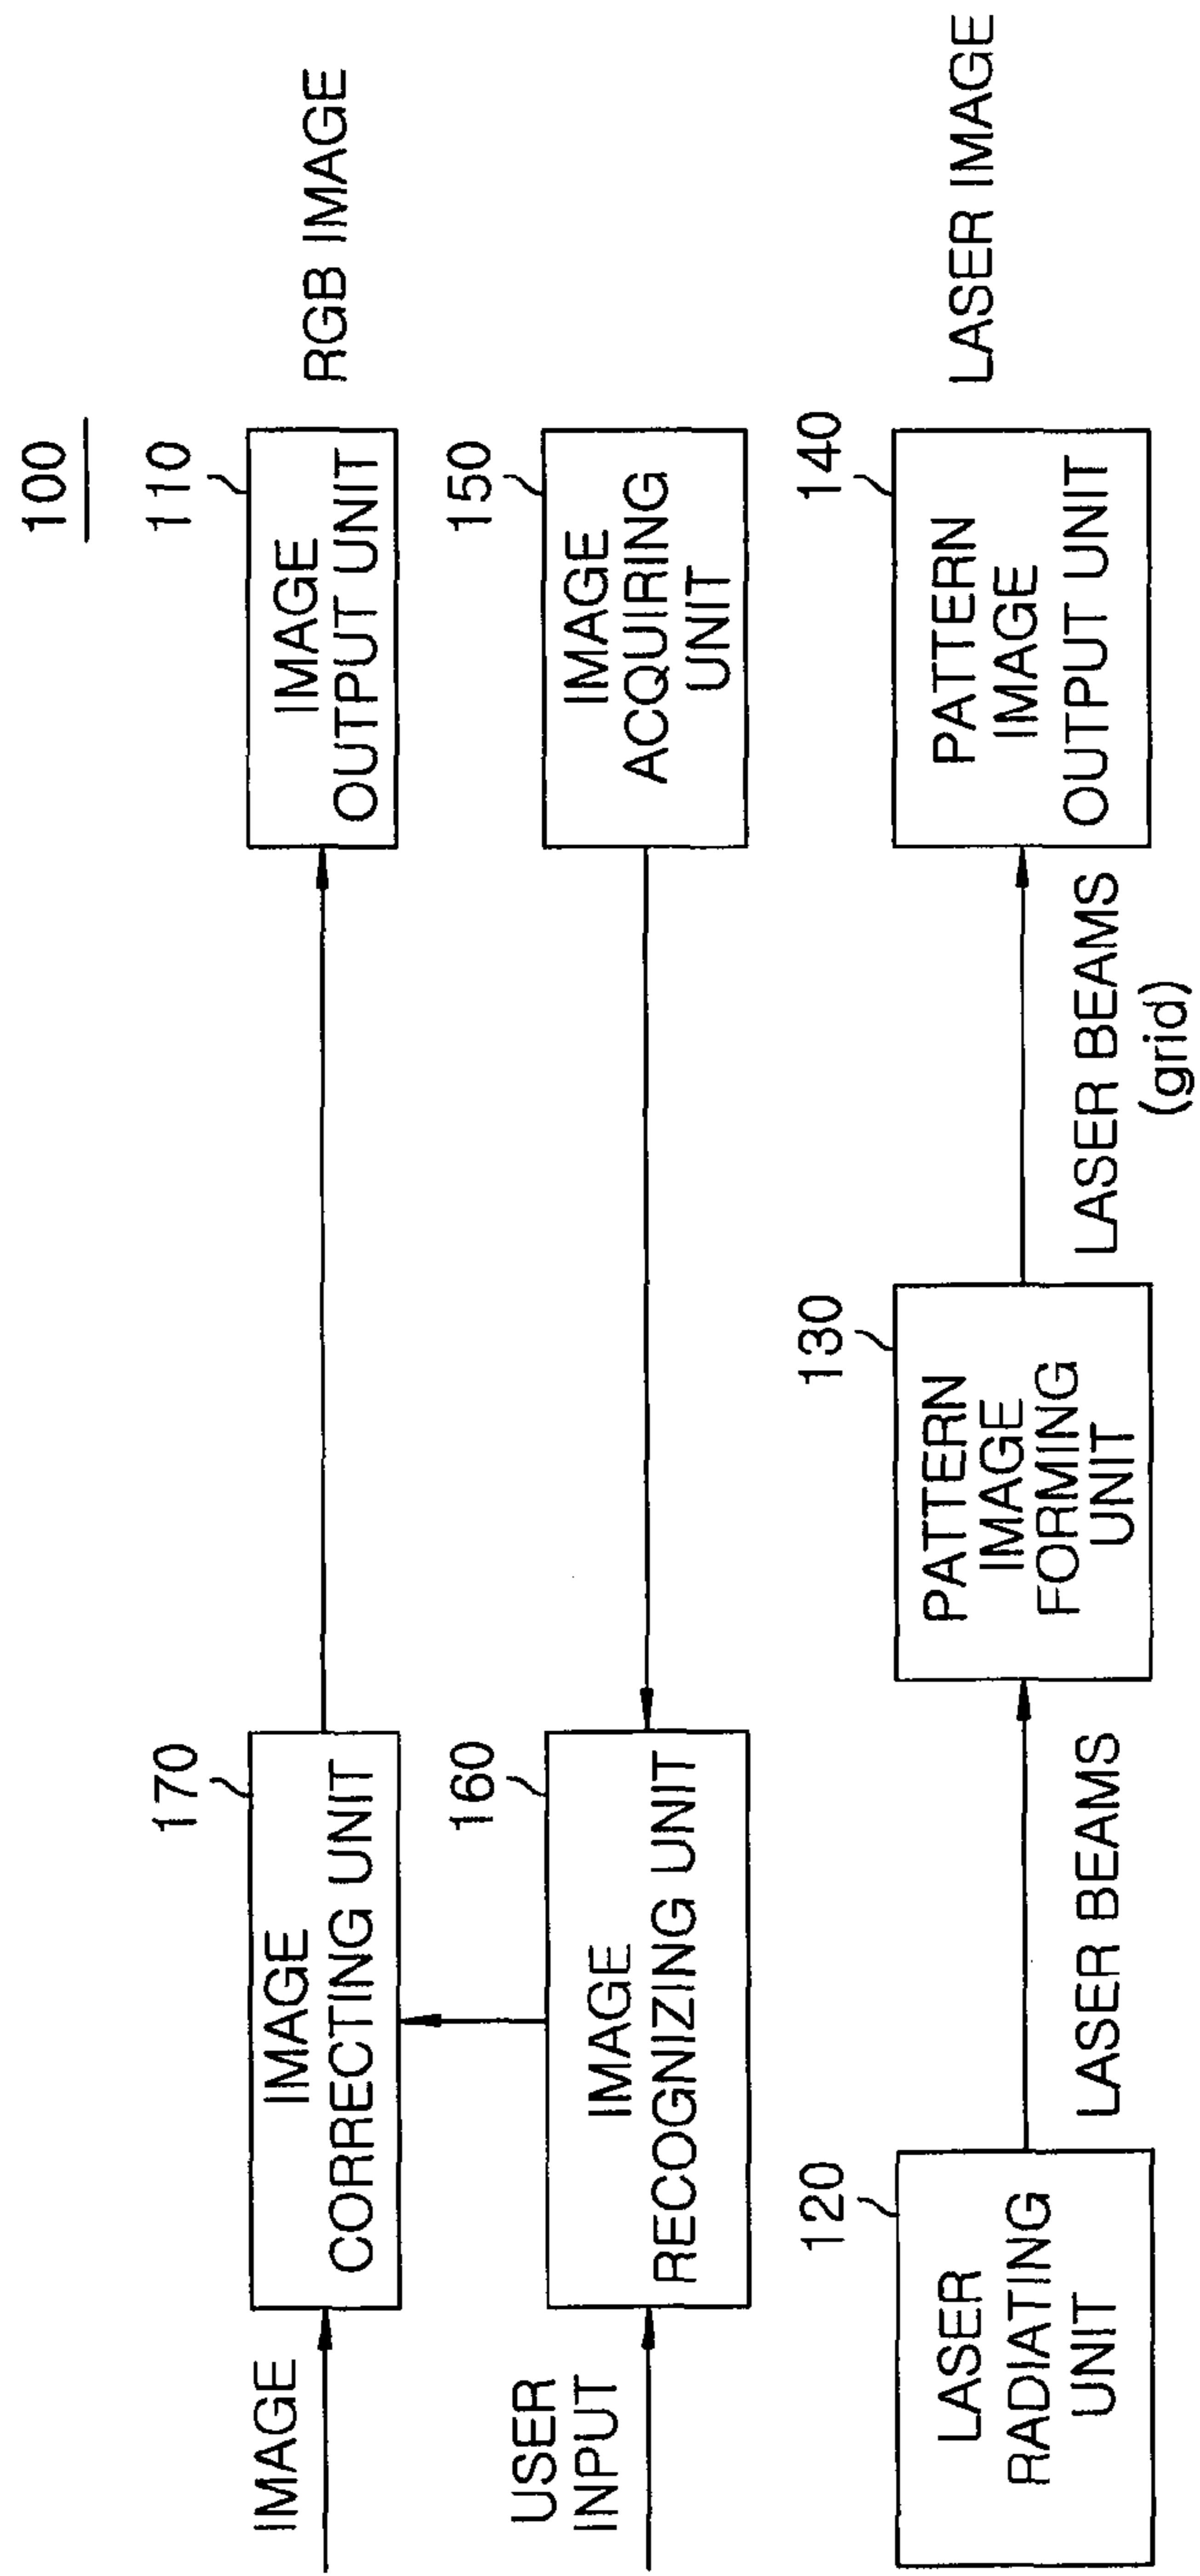 100
IMAGE
170
IMAGE
CORRECTING UNIT
110
IMAGE
OUTPUT UNIT
RGB IMAGE
USER
INPUT
160
IMAGE
RECOGNIZING UNIT
150
IMAGE
ACQUIRING
UNIT
120
LASER
RADIATING
UNIT
LASER BEAMS
130
PATTERN
IMAGE
FORMING
UNIT
LASER BEAMS
(grid)
140
PATTERN
IMAGE
OUTPUT UNIT
LASER IMAGE